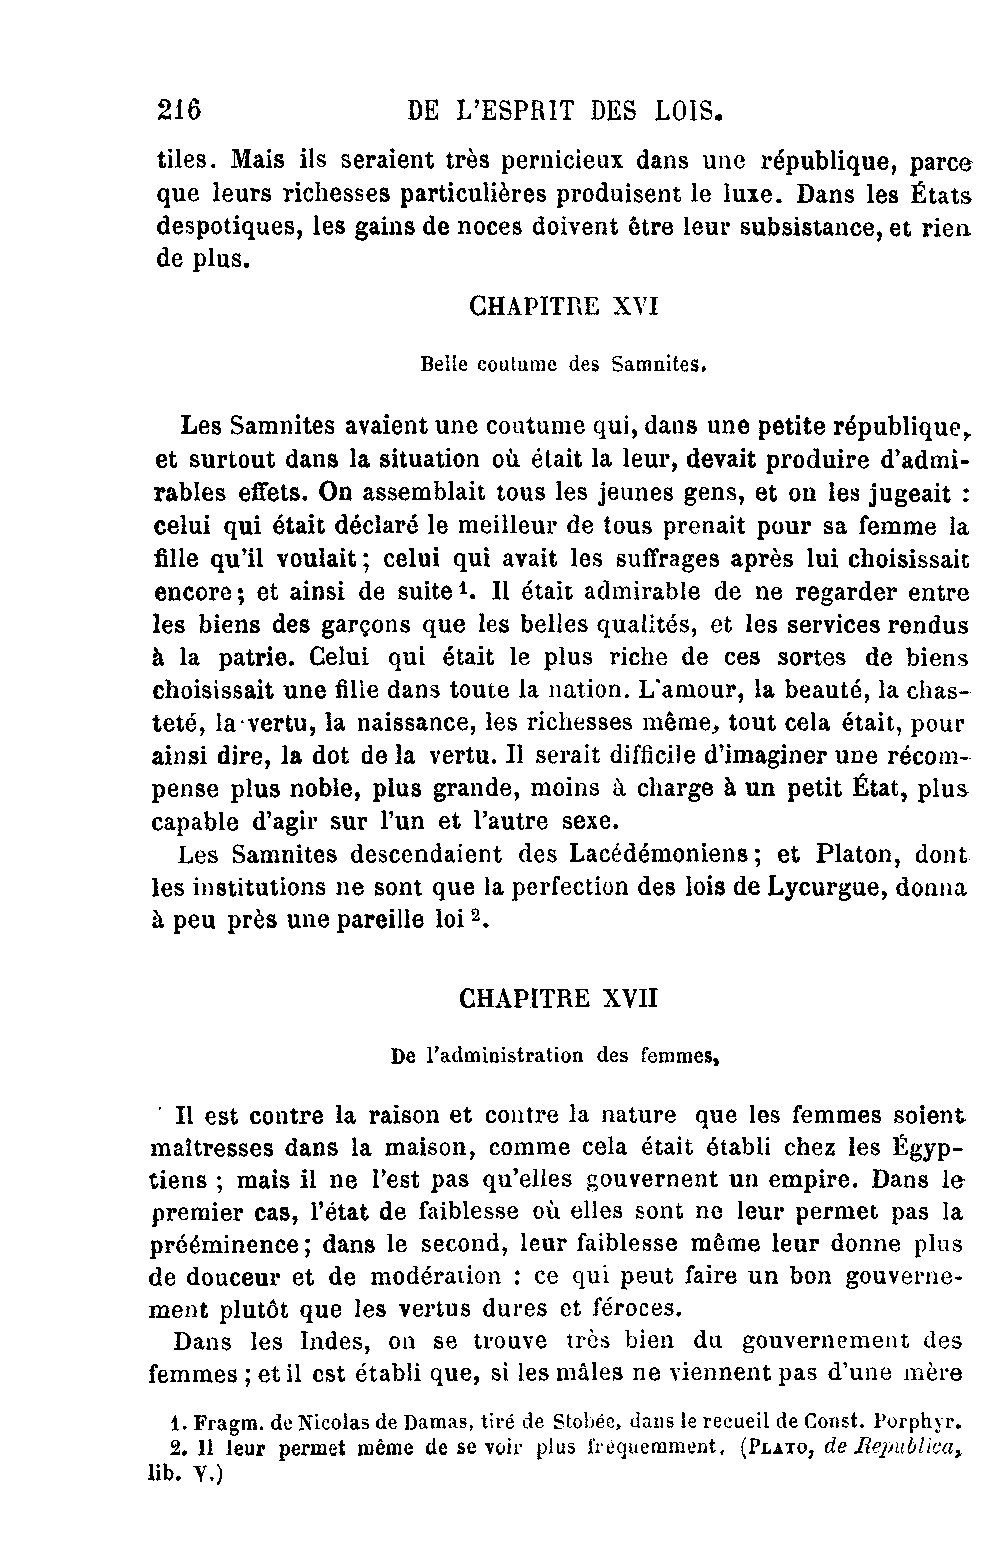 216 DE L'ESPRIT DES LOIS.
tiles. Mais ils seraient très pernicieux dans une république, parce
que leurs richesses particulières produisent le luxe. Dans les États
despotiques, les gains de noces doivent être leur subsistance, et rien
de plus.
CHAPITRE XVI
Belle coutume des Samnites.
Les Samnites avaient une coutume qui, dans une petite république,
et surtout dans la situation où était la leur, devait produire d'admi-
rables effets. On assemblait tous les jeunes gens, et on les jugeait :
celui qui était déclaré le meilleur de tous prenait pour sa femme la
fille qu'il voulait ; celui qui avait les suffrages après lui choisissait
encore ; et ainsi de suite 1. Il était admirable de ne regarder entre
les biens des garçons que les belles qualités, et les services rendus
à la patrie. Celui qui était le plus riche de ces sortes de biens
choisissait une fille dans toute la nation. L'amour, la beauté, la chas-
teté, la vertu, la naissance, les richesses même, tout cela était, pour
ainsi dire, la dot de la vertu. Il serait difficile d'imaginer une récom-
pense plus noble, plus grande, moins à charge à un petit État, plus
capable d'agir sur l'un et l'autre sexe.
Les Samnites descendaient des Lacédémoniens ; et Platon, dont
les institutions ne sont que la perfection des lois de Lycurgue, donna
à peu près une pareille loi 2.
CHAPITRE XVII
De l'administration des femmes,
Il est contre la raison et contre la nature que les femmes soient
maîtresses dans la maison, comme cela était établi chez les Égyp-
tiens ; mais il ne l'est pas qu'elles gouvernent un empire. Dans le
premier cas, l'état de faiblesse où elles sont ne leur permet pas la
prééminence ; dans le second, leur faiblesse même leur donne plus
de douceur et de modération : ce qui peut faire un bon gouverne-
ment plutôt que les vertus dures et féroces.
Dans les Indes, on se trouve très bien du gouvernement des
femmes ; et il est établi que, si les mâles ne viennent pas d'une mère
1. Fragm. de Nicolas de Damas, tiré de Stobée, dans le recueil de Const. Porphyr.
2. Il leur permet même de se voir plus fréquemment. (PLATO, de Republica,
lib. V.)